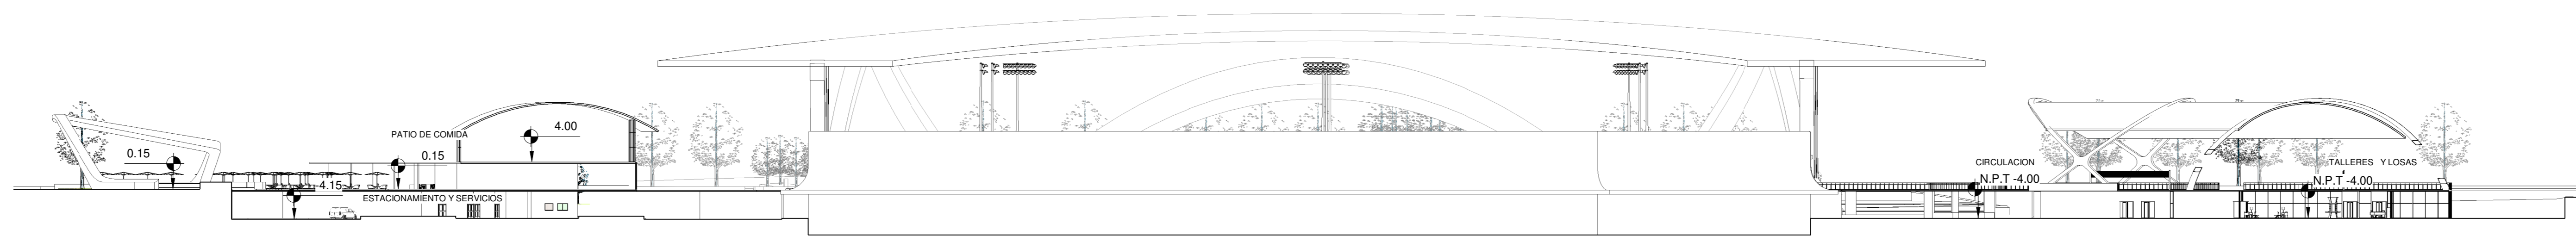 PATIO DE COMIDA
4.00
0.15
0.15
-4.15
ESTACIONAMIENTO Y SERVICIOS
CIRCULACION
N.P.T -4.00
TALLERES Y LOSAS
N.P.T -4.00